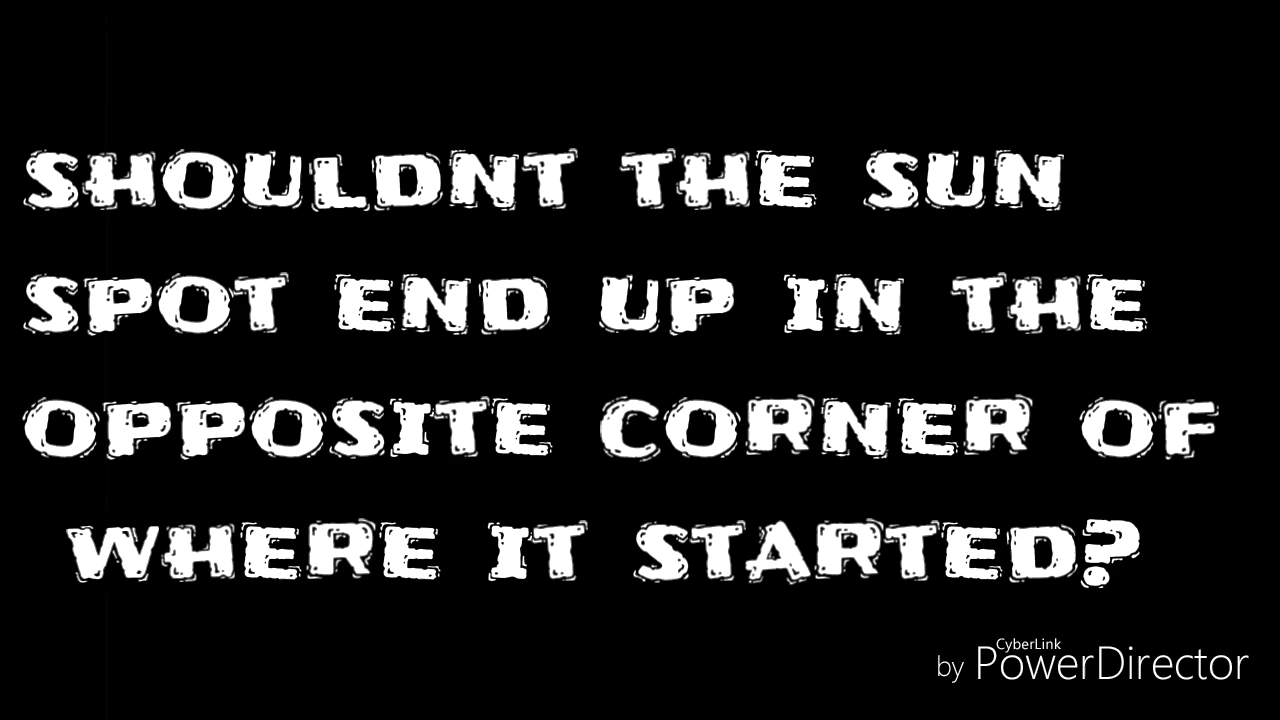 SHOULDNT THE SUN
SPOT END UP IN THE
OPPOSITE CORNER OF
WHERE IT STARTED?
CyberLink
by PowerDirector